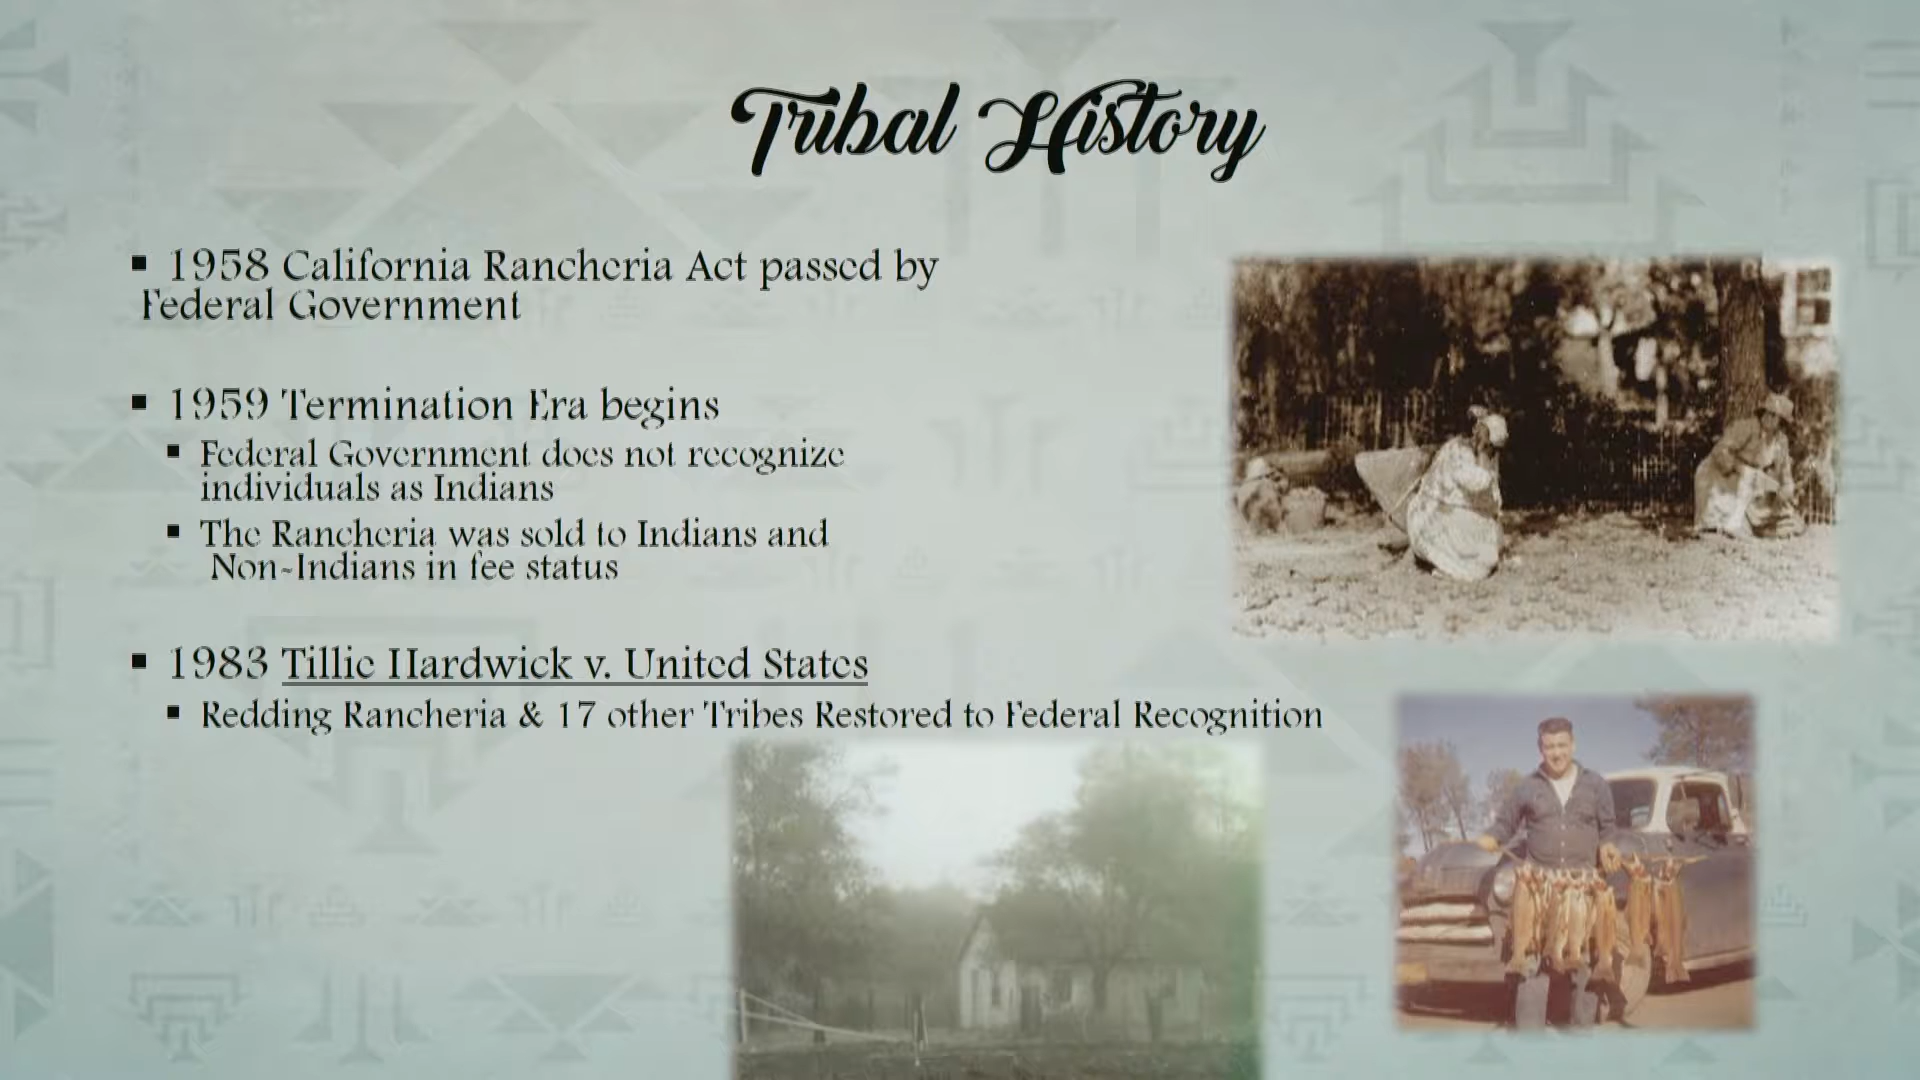 Tribal History
▪ 1958 California Rancheria Act passed by
Federal Government
▪ 1959 Termination Era begins
▪ Federal Government does not recognize
individuals as Indians
▪ The Rancheria was sold to Indians and
Non-Indians in fee status
▪ 1983 Tillie Hardwick v. United States
▪ Redding Rancheria & 17 other Tribes Restored to Federal Recognition